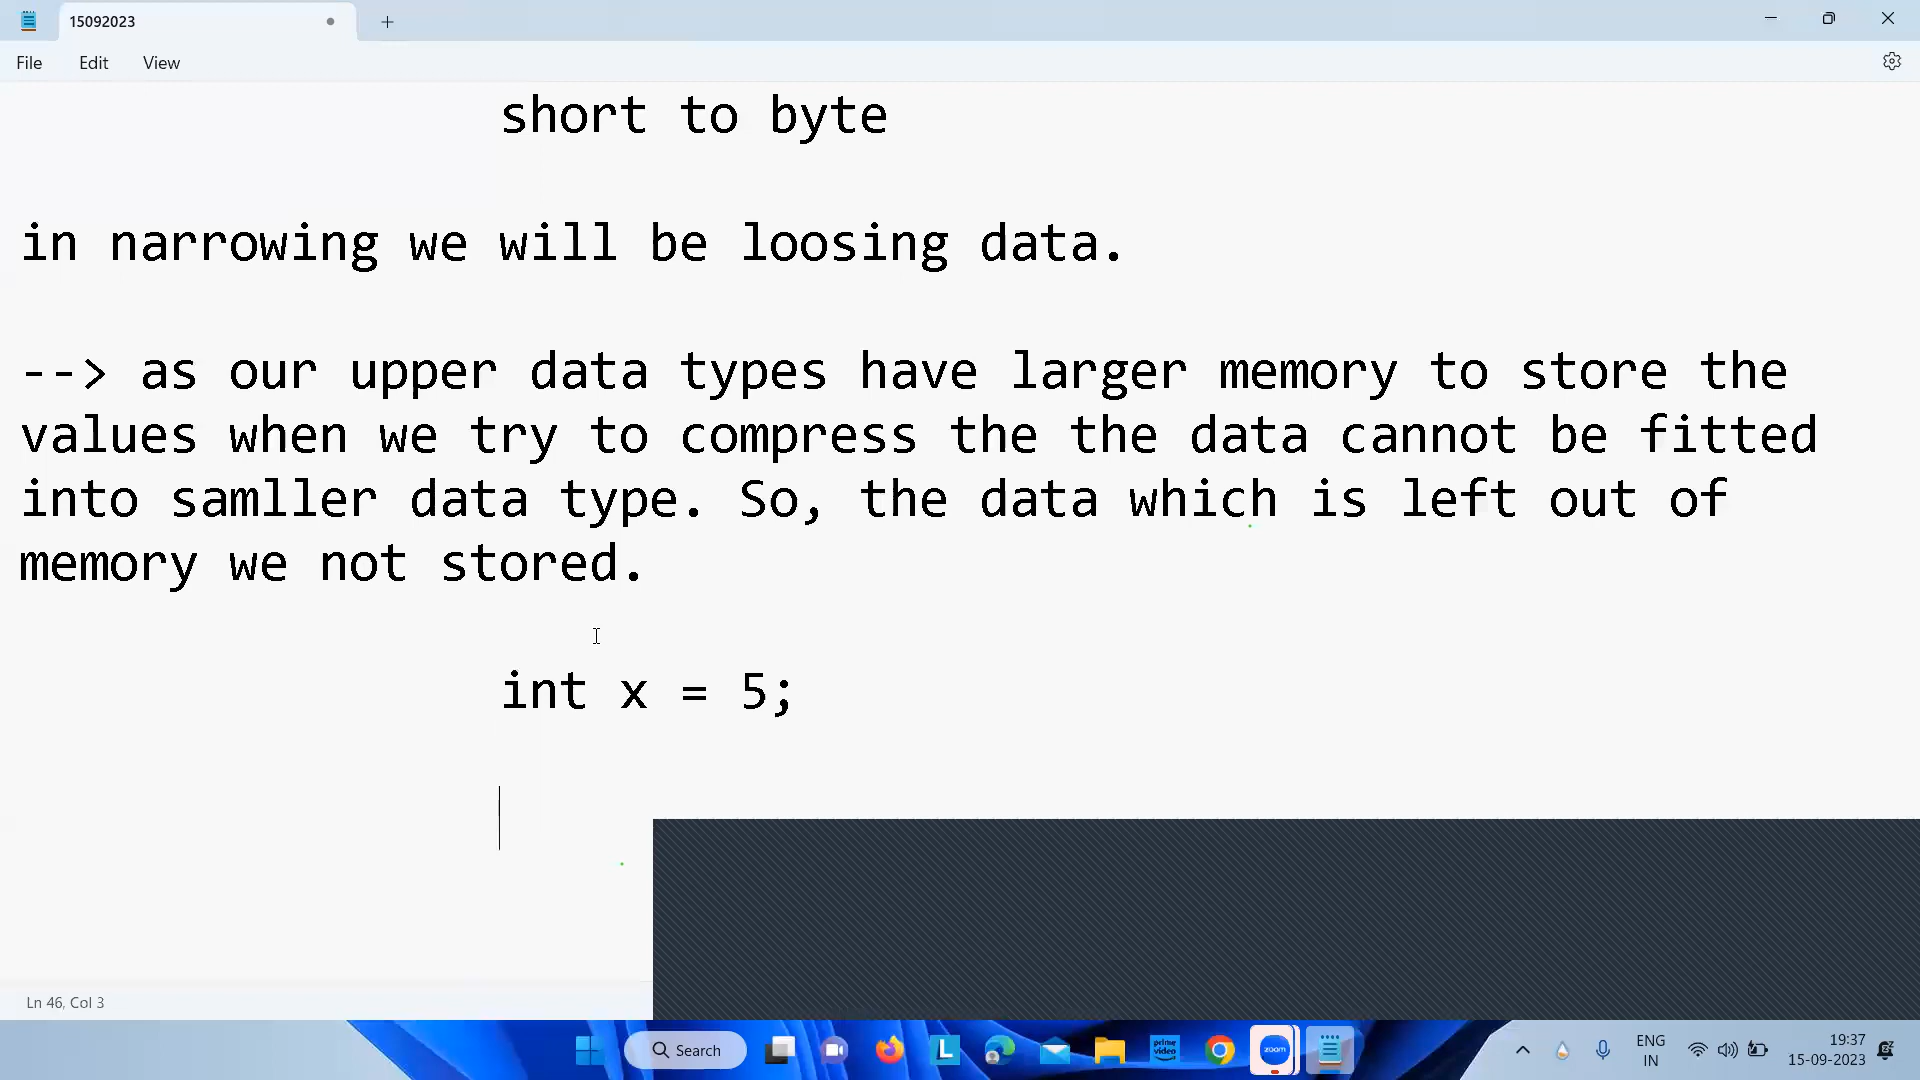 15092023
File Edit View
short to byte
in narrowing we will be loosing data.
--> as our upper data types have larger memory to store the
values when we try to compress the the data cannot be fitted
into samller data type. So, the data which is left out of
memory we not stored.
int x = 5;
Ln 46, Col 3
Search
L
prime
video
zoom
ENG
IN
19:37
15-09-2023